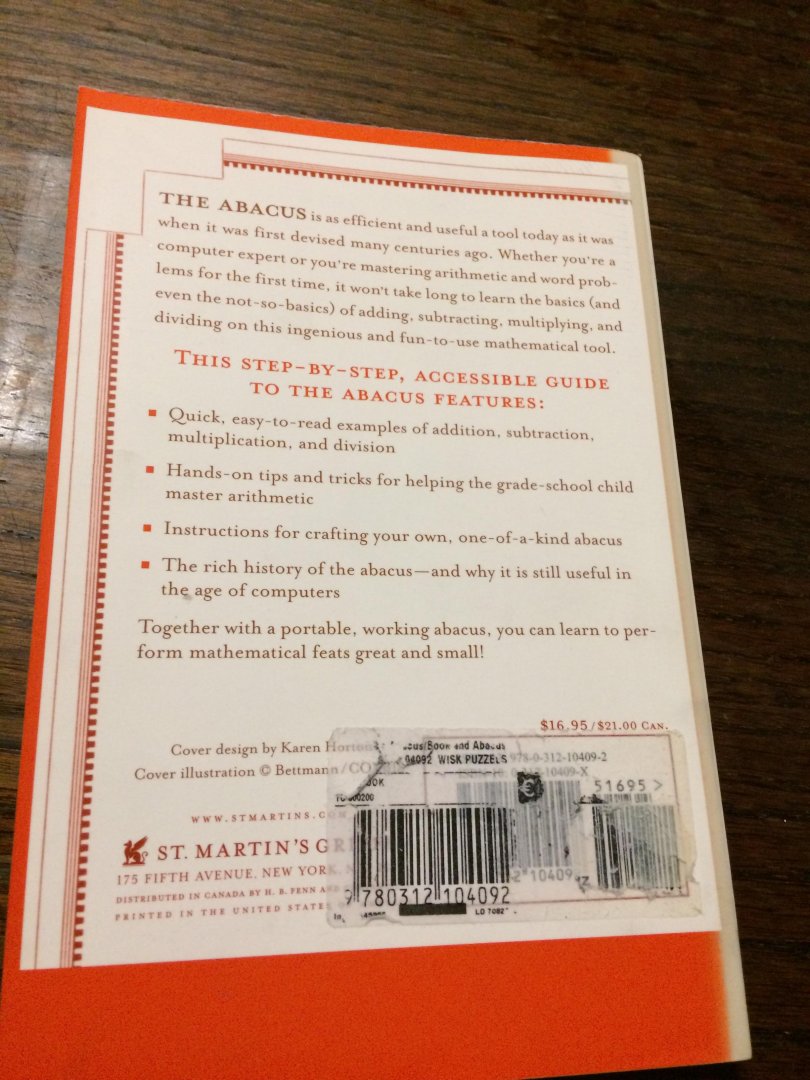 THE ABACUS is as efficient and useful a tool today as it was
when it was first devised many centuries ago. Whether you're a
computer expert or you're mastering arithmetic and word prob-
lems for the first time, it won't take long to learn the basics (and
even the not-so-basics) of adding, subtracting, multiplying, and
dividing on this ingenious and fun-to-use mathematical tool.
THIS STEP-BY-STEP, ACCESSIBLE GUIDE
TO THE ABACUS FEATURES:
Quick, easy-to-read examples of addition, subtraction,
multiplication, and division
Hands-on tips and tricks for helping the grade-school child
master arithmetic
Instructions for crafting your own, one-of-a-kind abacus
The rich history of the abacus—and why it is still useful in
the age of computers
Together with a portable, working abacus, you can learn to per-
form mathematical feats great and small!
$16.95/$21.00 CAN.
Cover design by Karen Horton
Cover illustration © Bettmann/CO
Book and Abacus
04092 WISK PUZZELS
978-0-312-10409-2
10409-X
51695 >
WWW.STMARTINS.CO
ST. MARTIN'S GR
175 FIFTH AVENUE, NEW YORK
DISTRIBUTED IN CANADA BY H. B. FENN AND
PRINTED IN THE UNITED STATES
9 780312 104092